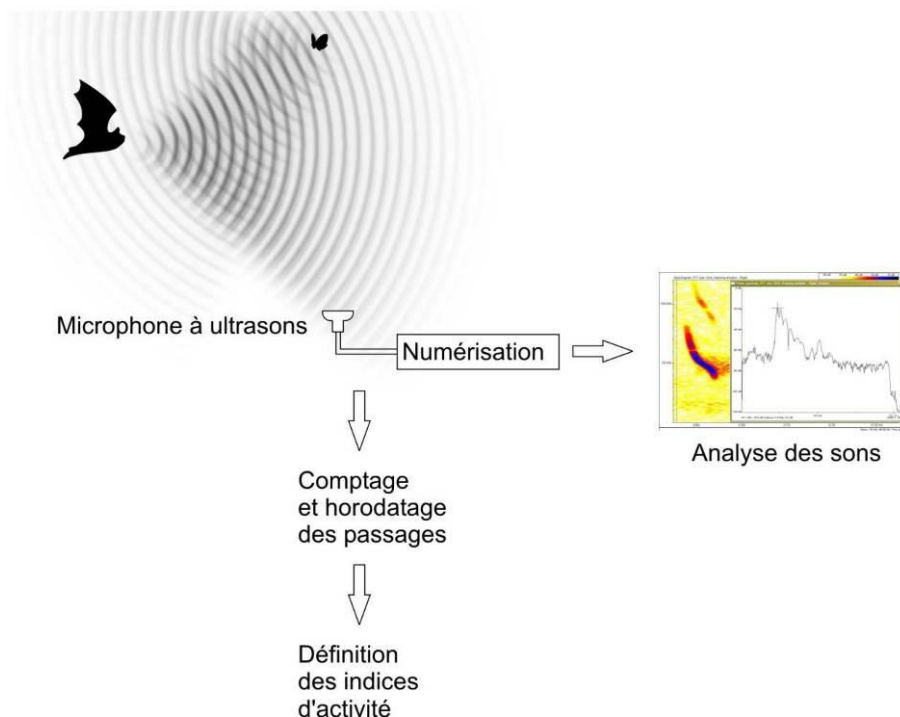 Microphone à ultrasons
Numérisation
Analyse des sons
Comptage
et horodatage
des passages
Définition
des indices
d'activité